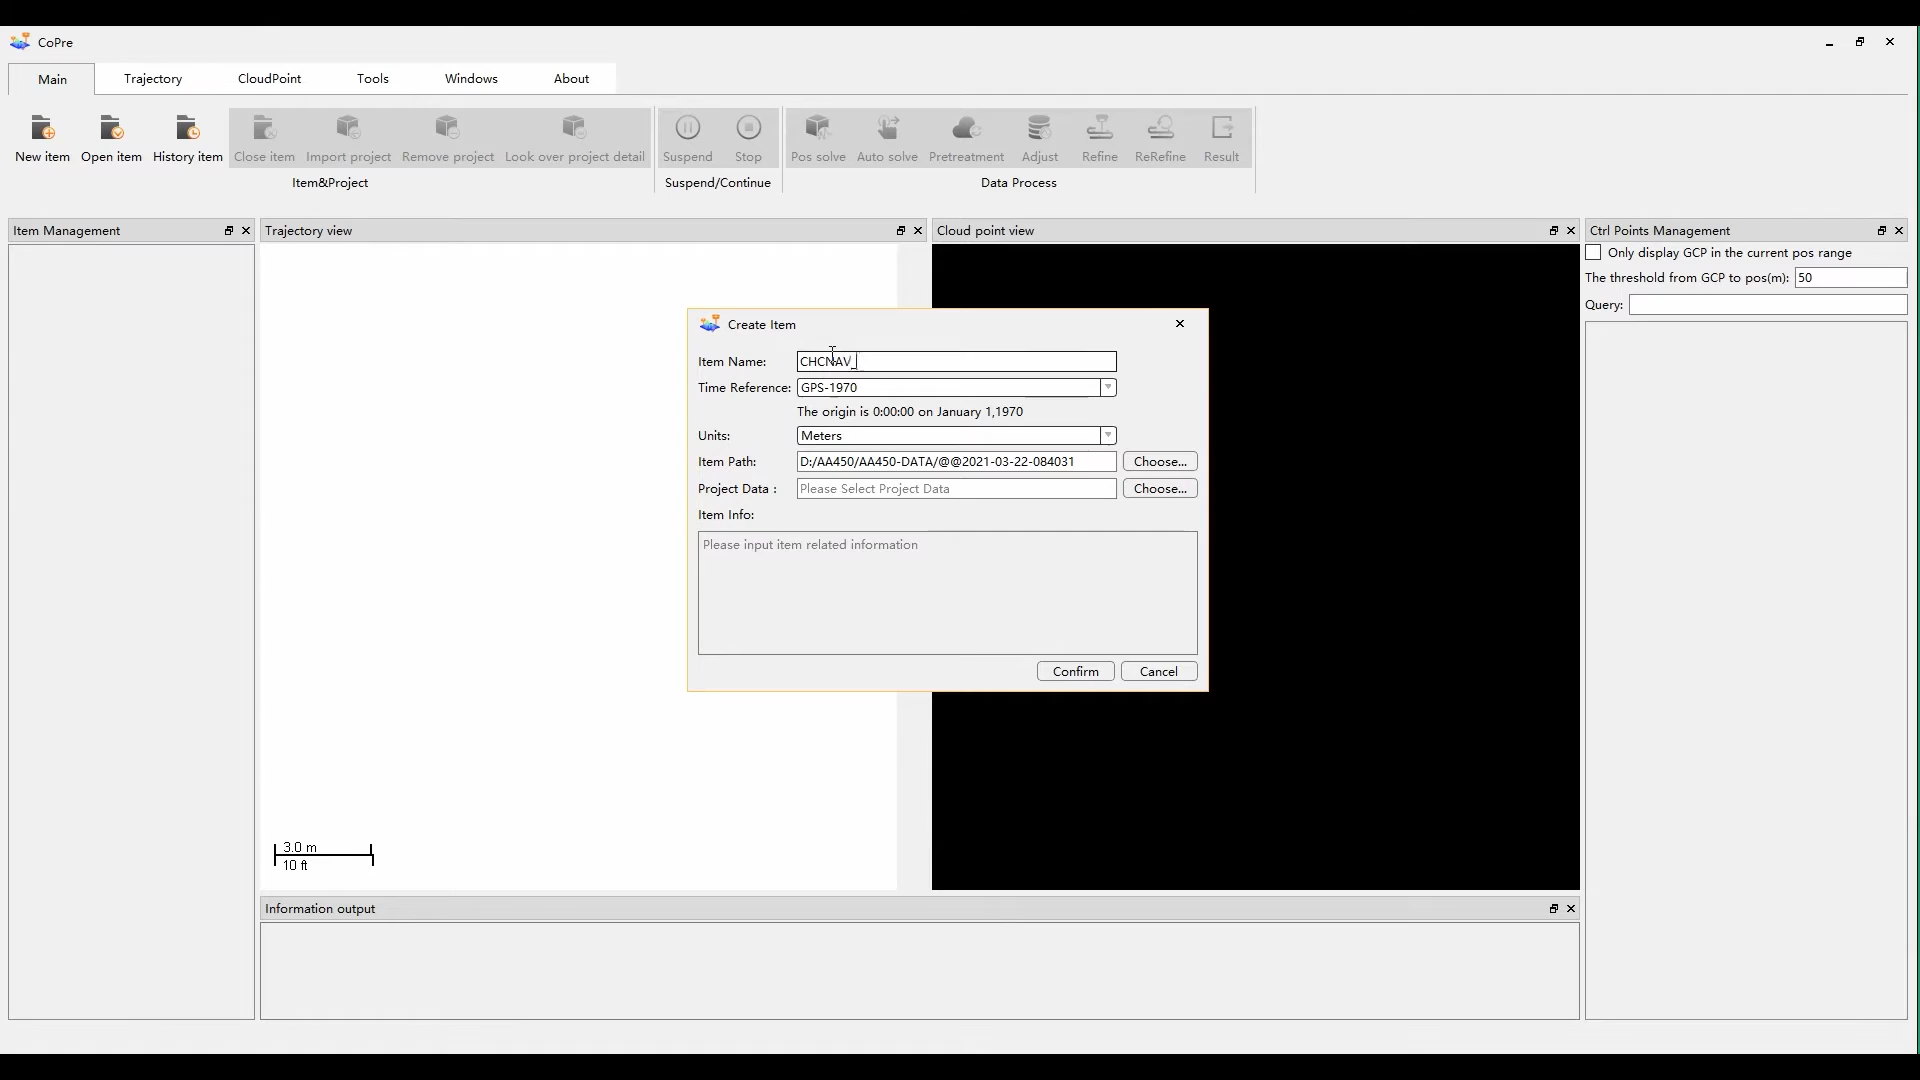 CoPre
Main Trajectory CloudPoint Tools Windows About
New item Open item History item Close item Import project Remove project Look over project detail Suspend Stop Pos solve Auto solve Pretreatment Adjust Refine ReRefine Result
Item&Project Suspend/Continue Data Process
Item Management Trajectory view Cloud point view Ctrl Points Management
Only display GCP in the current pos range
The threshold from GCP to pos(m): 50
Query:
Create Item
Item Name: CHCNAV_
Time Reference: GPS-1970
The origin is 0:00:00 on January 1,1970
Units: Meters
Item Path: D:/AA450/AA450-DATA/@@2021-03-22-084031 Choose...
Project Data : Please Select Project Data Choose...
Item Info:
Please input item related information
Confirm Cancel
3.0 m
10 ft
Information output